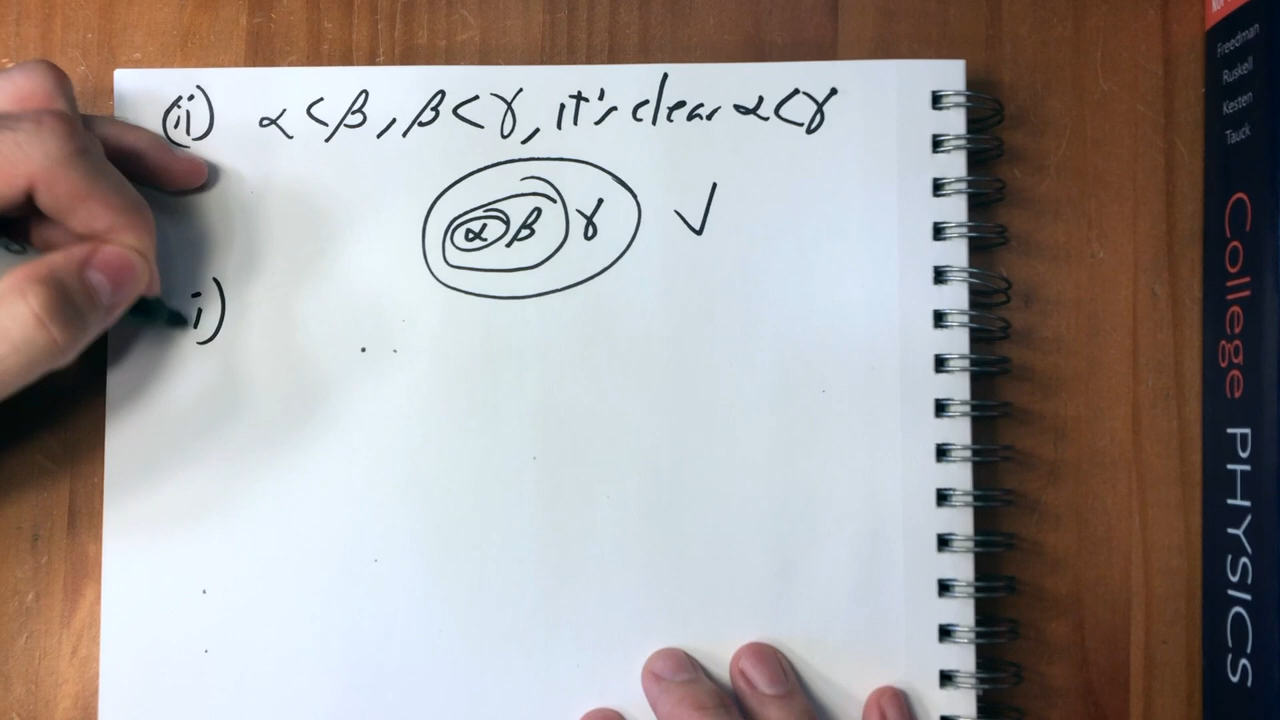 (ii) α < β, β < γ, it's clear α < γ
α β γ ✓
i)
Freedman
Ruskell
Kesten
Tauck
College PHYSICS